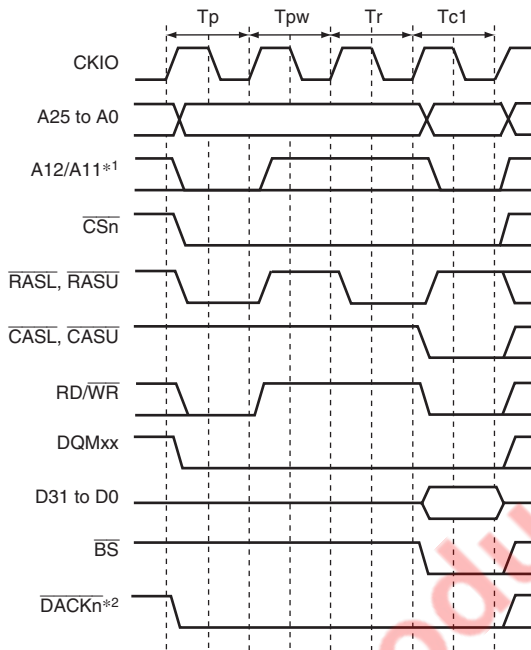 Tp Tpw Tr Tc1
CKIO
A25 to A0
A12/A11*1
CSn
RASL, RASU
CASL, CASU
RD/WR
DQMxx
D31 to D0
BS
DACKn*2
odu